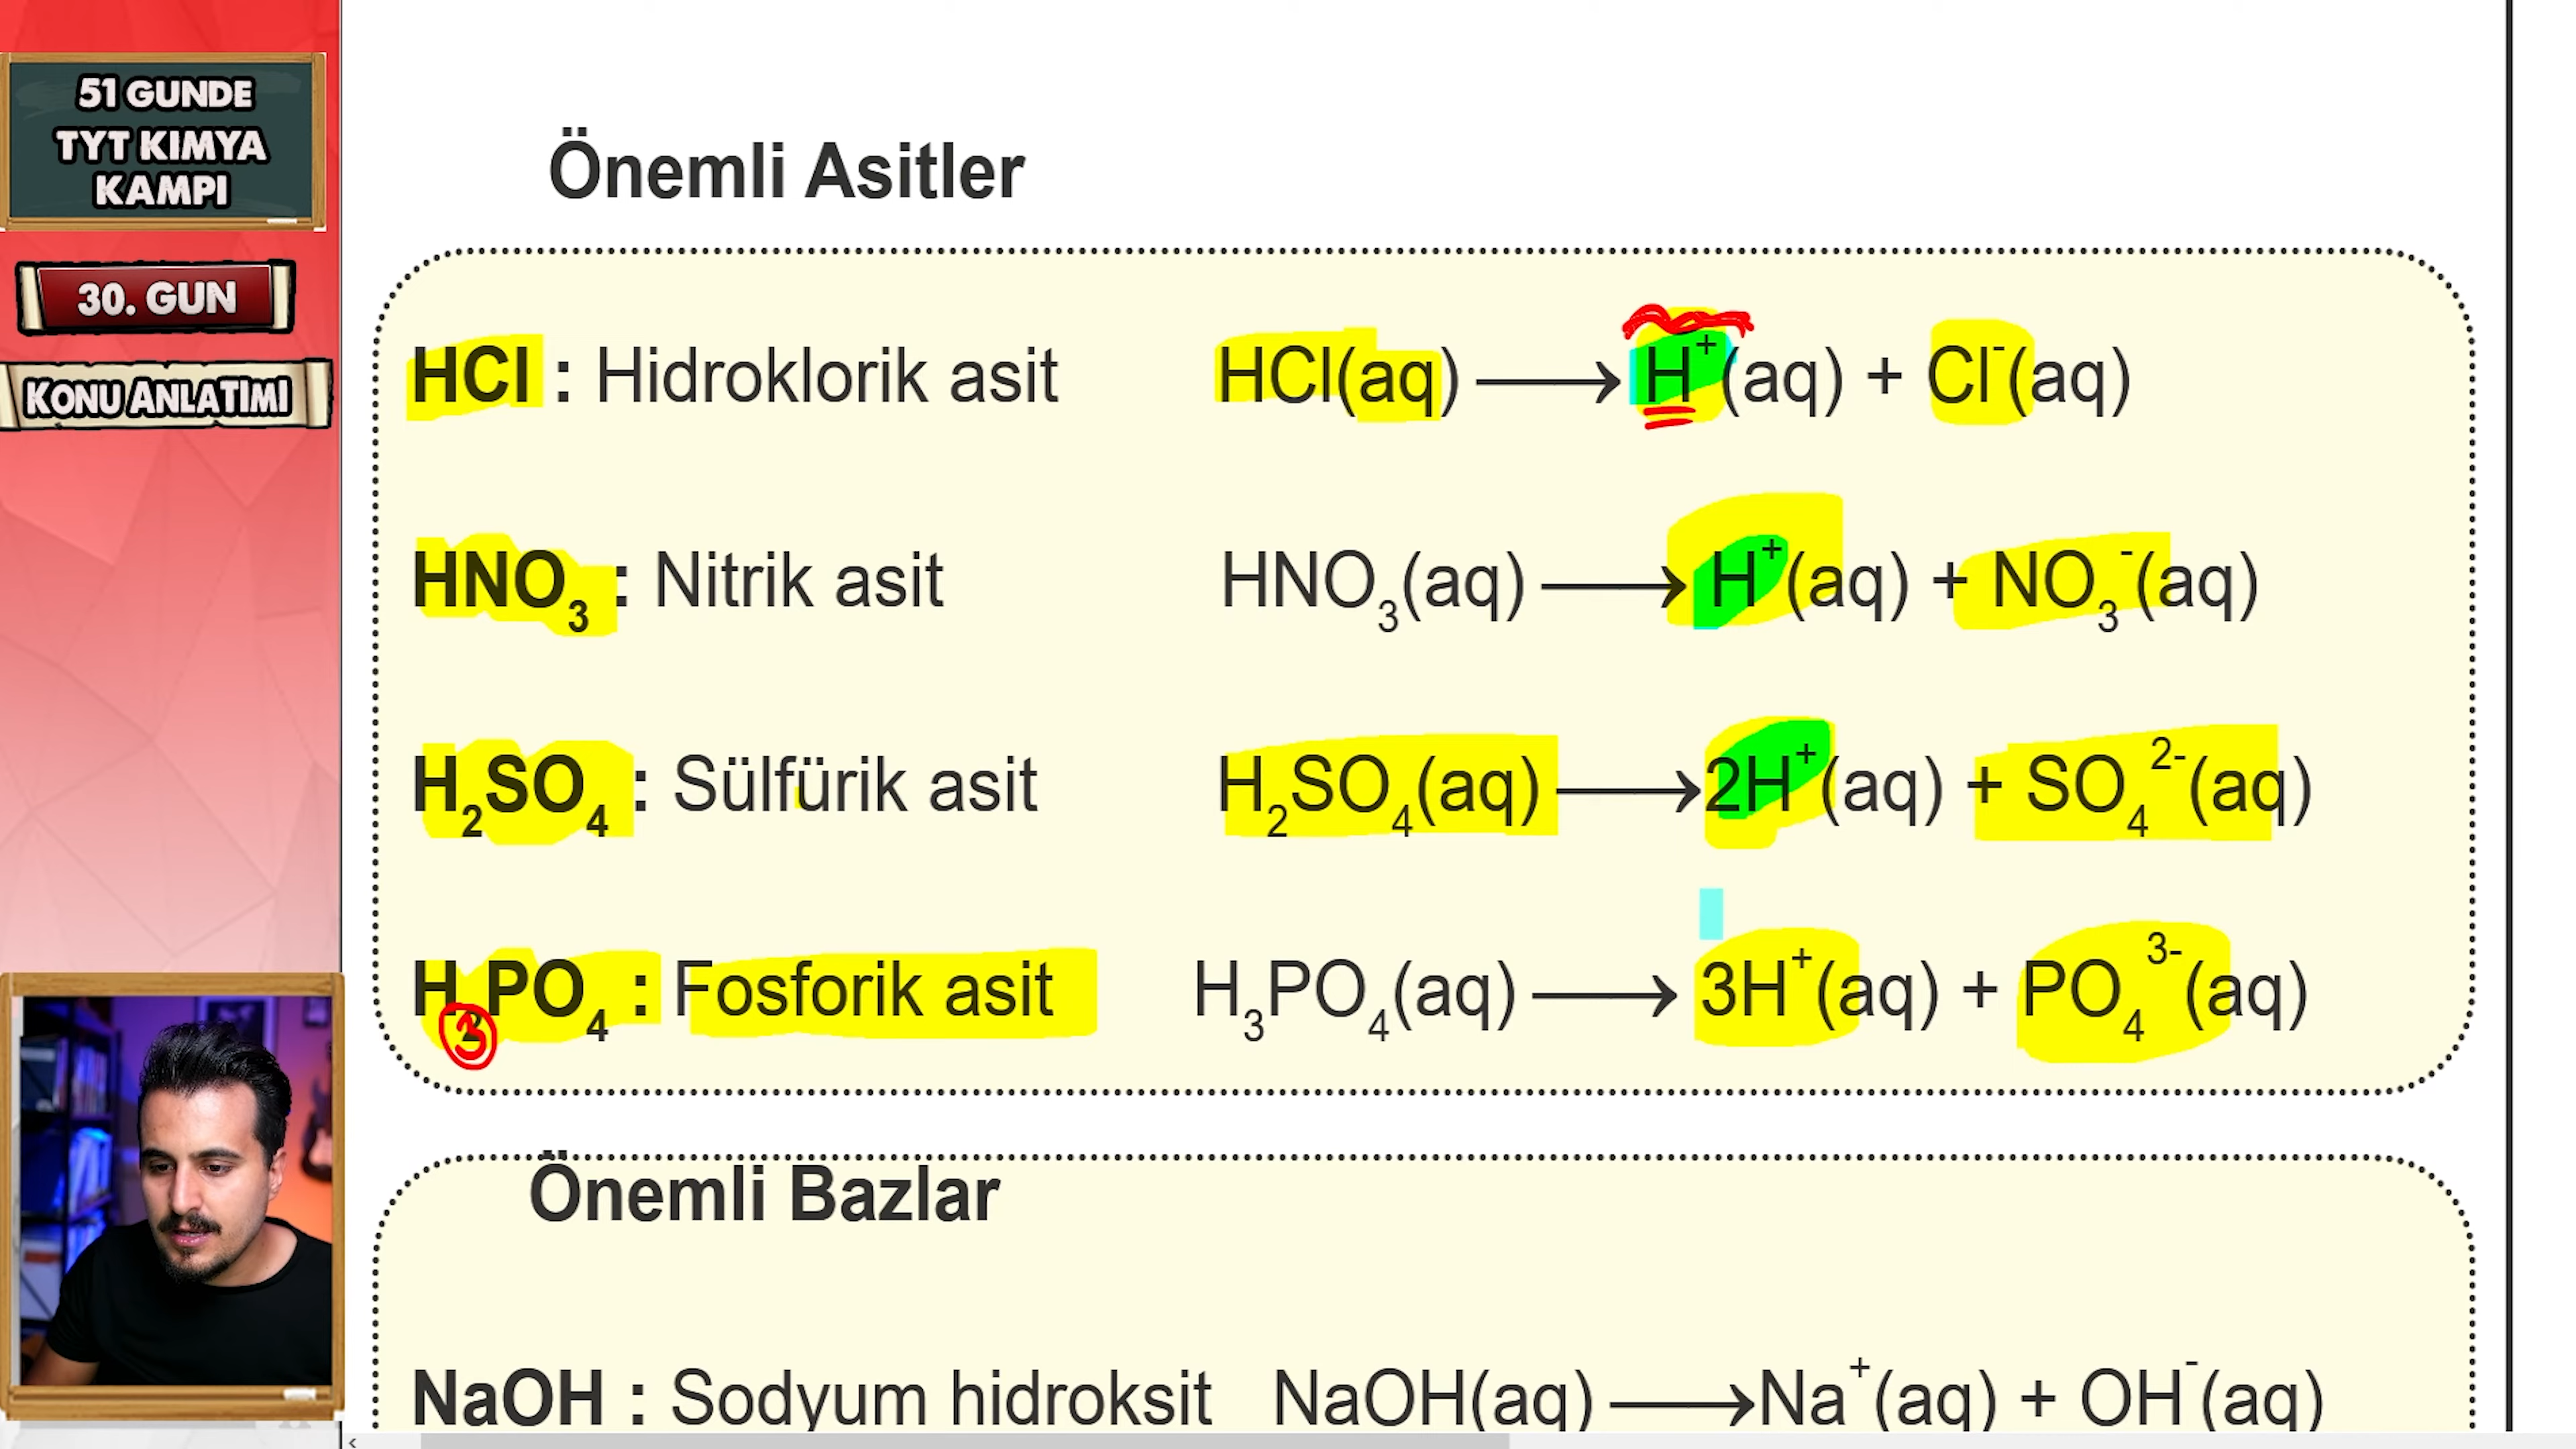 51 GUNDE
TYT KIMYA
KAMPI
30. GUN
KONU ANLATIMI
Önemli Asitler
HCl : Hidroklorik asit HCl(aq) ⟶ H⁺(aq) + Cl⁻(aq)
HNO₃ : Nitrik asit HNO₃(aq) ⟶ H⁺(aq) + NO₃⁻(aq)
H₂SO₄ : Sülfürik asit H₂SO₄(aq) ⟶ 2H⁺(aq) + SO₄²⁻(aq)
H₃PO₄ : Fosforik asit H₃PO₄(aq) ⟶ 3H⁺(aq) + PO₄³⁻(aq)
Önemli Bazlar
NaOH : Sodyum hidroksit NaOH(aq) ⟶ Na⁺(aq) + OH⁻(aq)